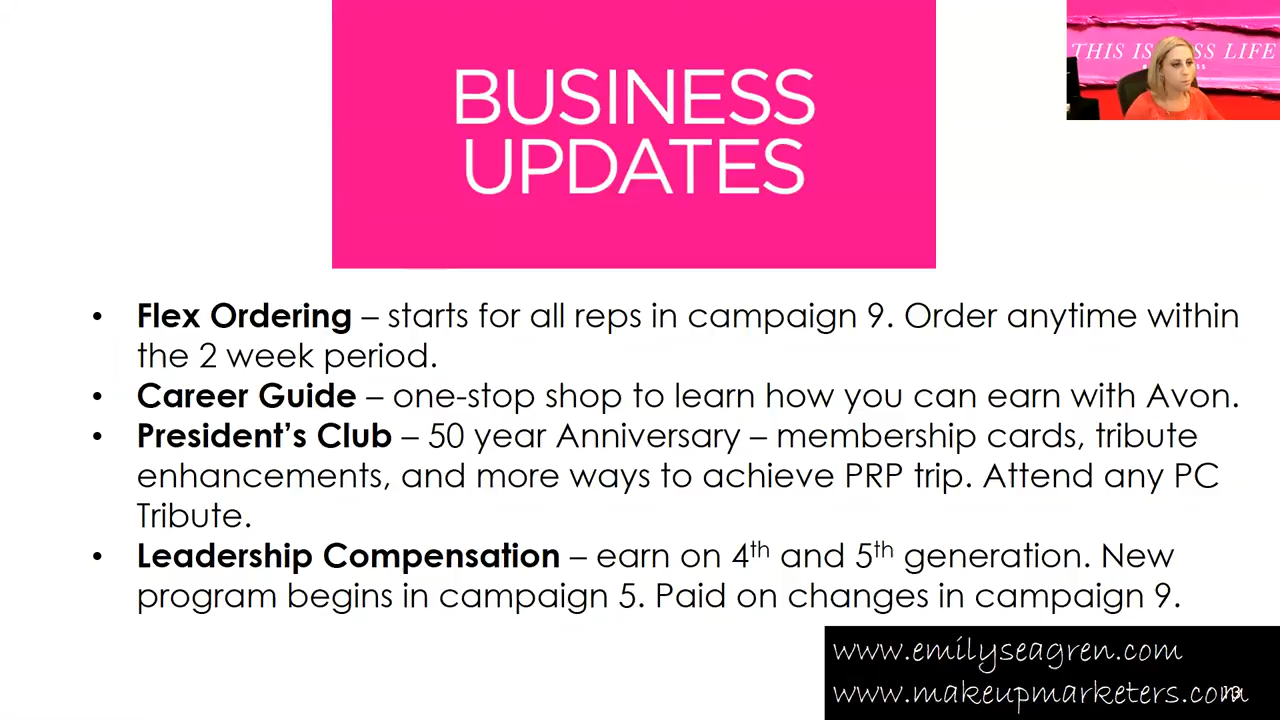 BUSINESS
UPDATES
THIS IS LIFE
• Flex Ordering – starts for all reps in campaign 9. Order anytime within
the 2 week period.
• Career Guide – one-stop shop to learn how you can earn with Avon.
• President's Club – 50 year Anniversary – membership cards, tribute
enhancements, and more ways to achieve PRP trip. Attend any PC
Tribute.
• Leadership Compensation – earn on 4th and 5th generation. New
program begins in campaign 5. Paid on changes in campaign 9.
www.emilyseagren.com
www.makeupmarketers.com